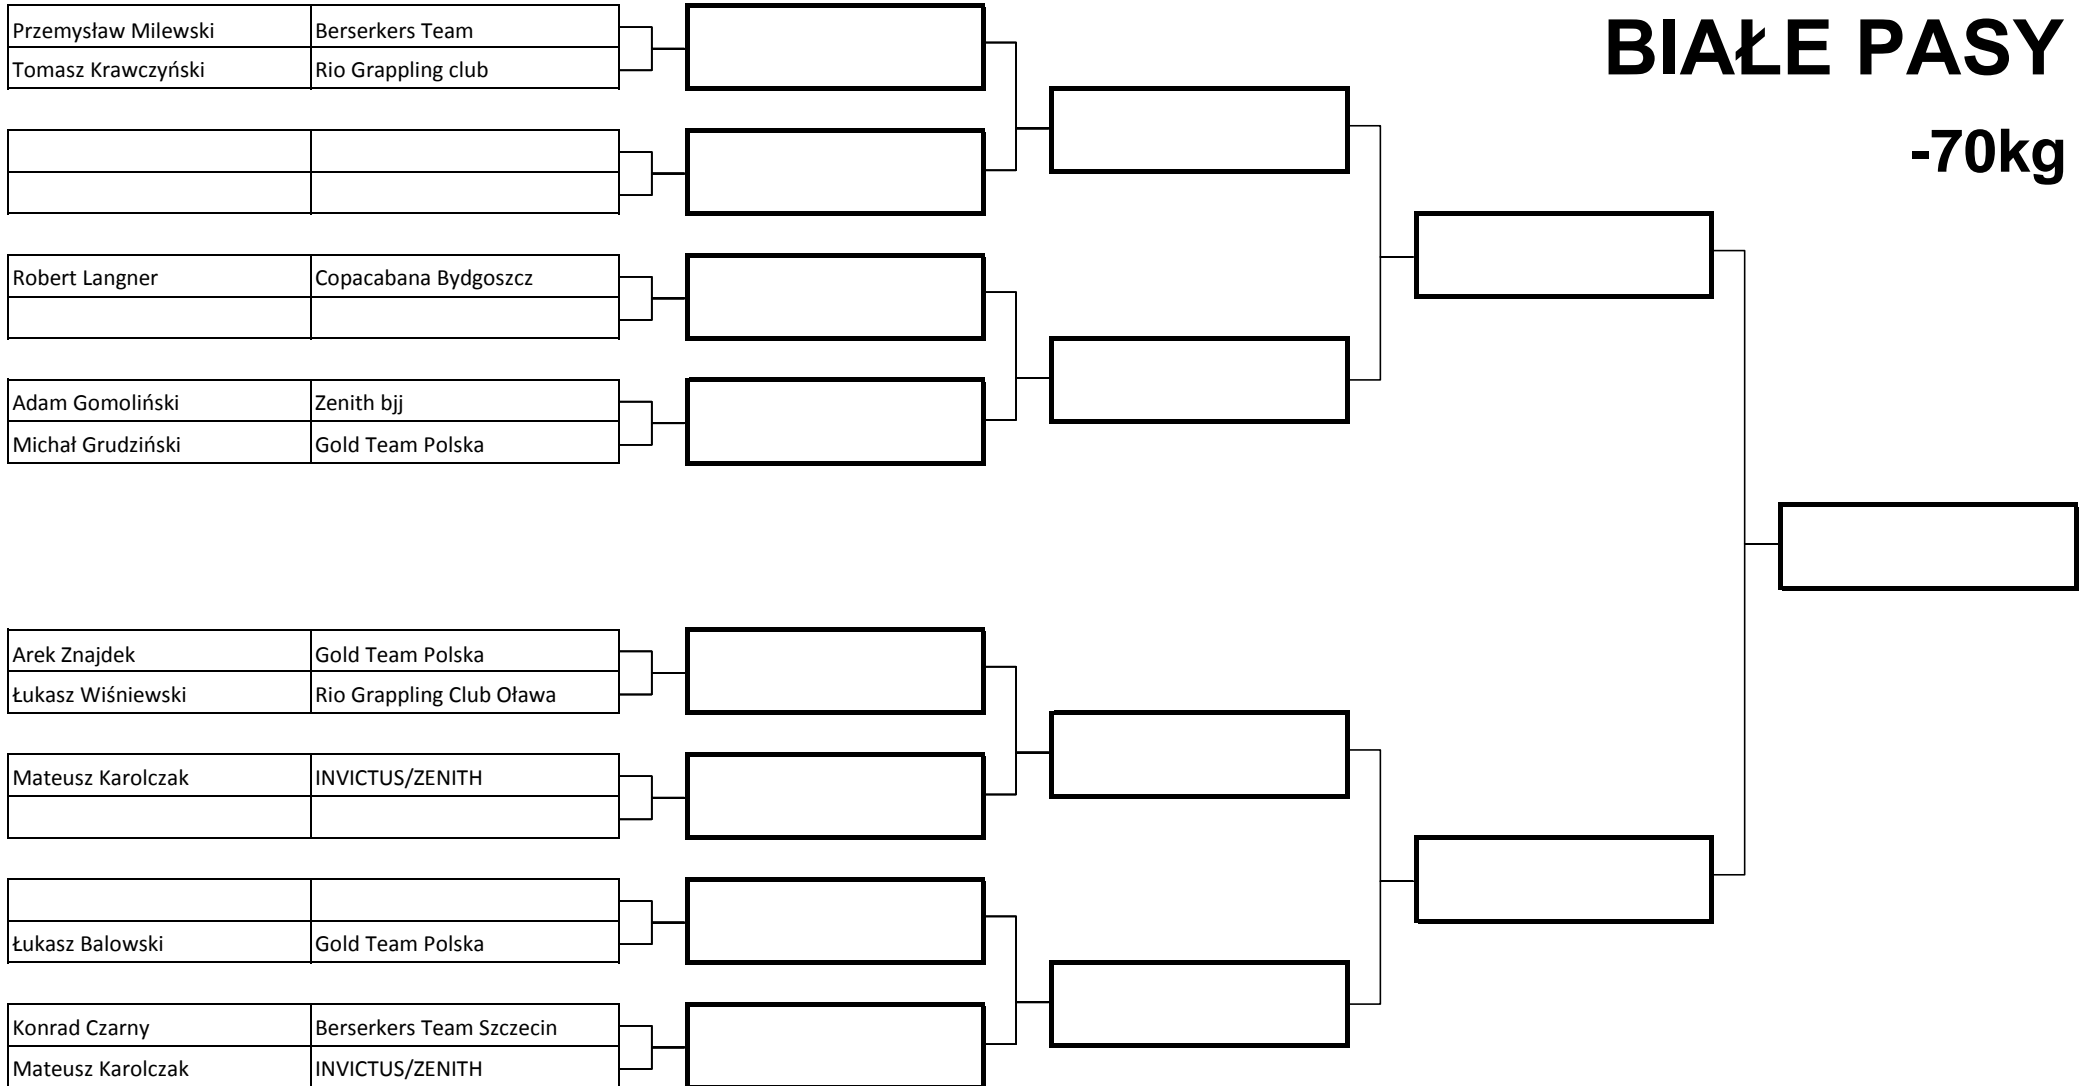 BIAŁE PASY
-70kg
Przemysław Milewski Berserkers Team
Tomasz Krawczyński Rio Grappling club
Robert Langner Copacabana Bydgoszcz
Adam Gomoliński Zenith bjj
Michał Grudziński Gold Team Polska
Arek Znajdek Gold Team Polska
Łukasz Wiśniewski Rio Grappling Club Oława
Mateusz Karolczak INVICTUS/ZENITH
Łukasz Balowski Gold Team Polska
Konrad Czarny Berserkers Team Szczecin
Mateusz Karolczak INVICTUS/ZENITH